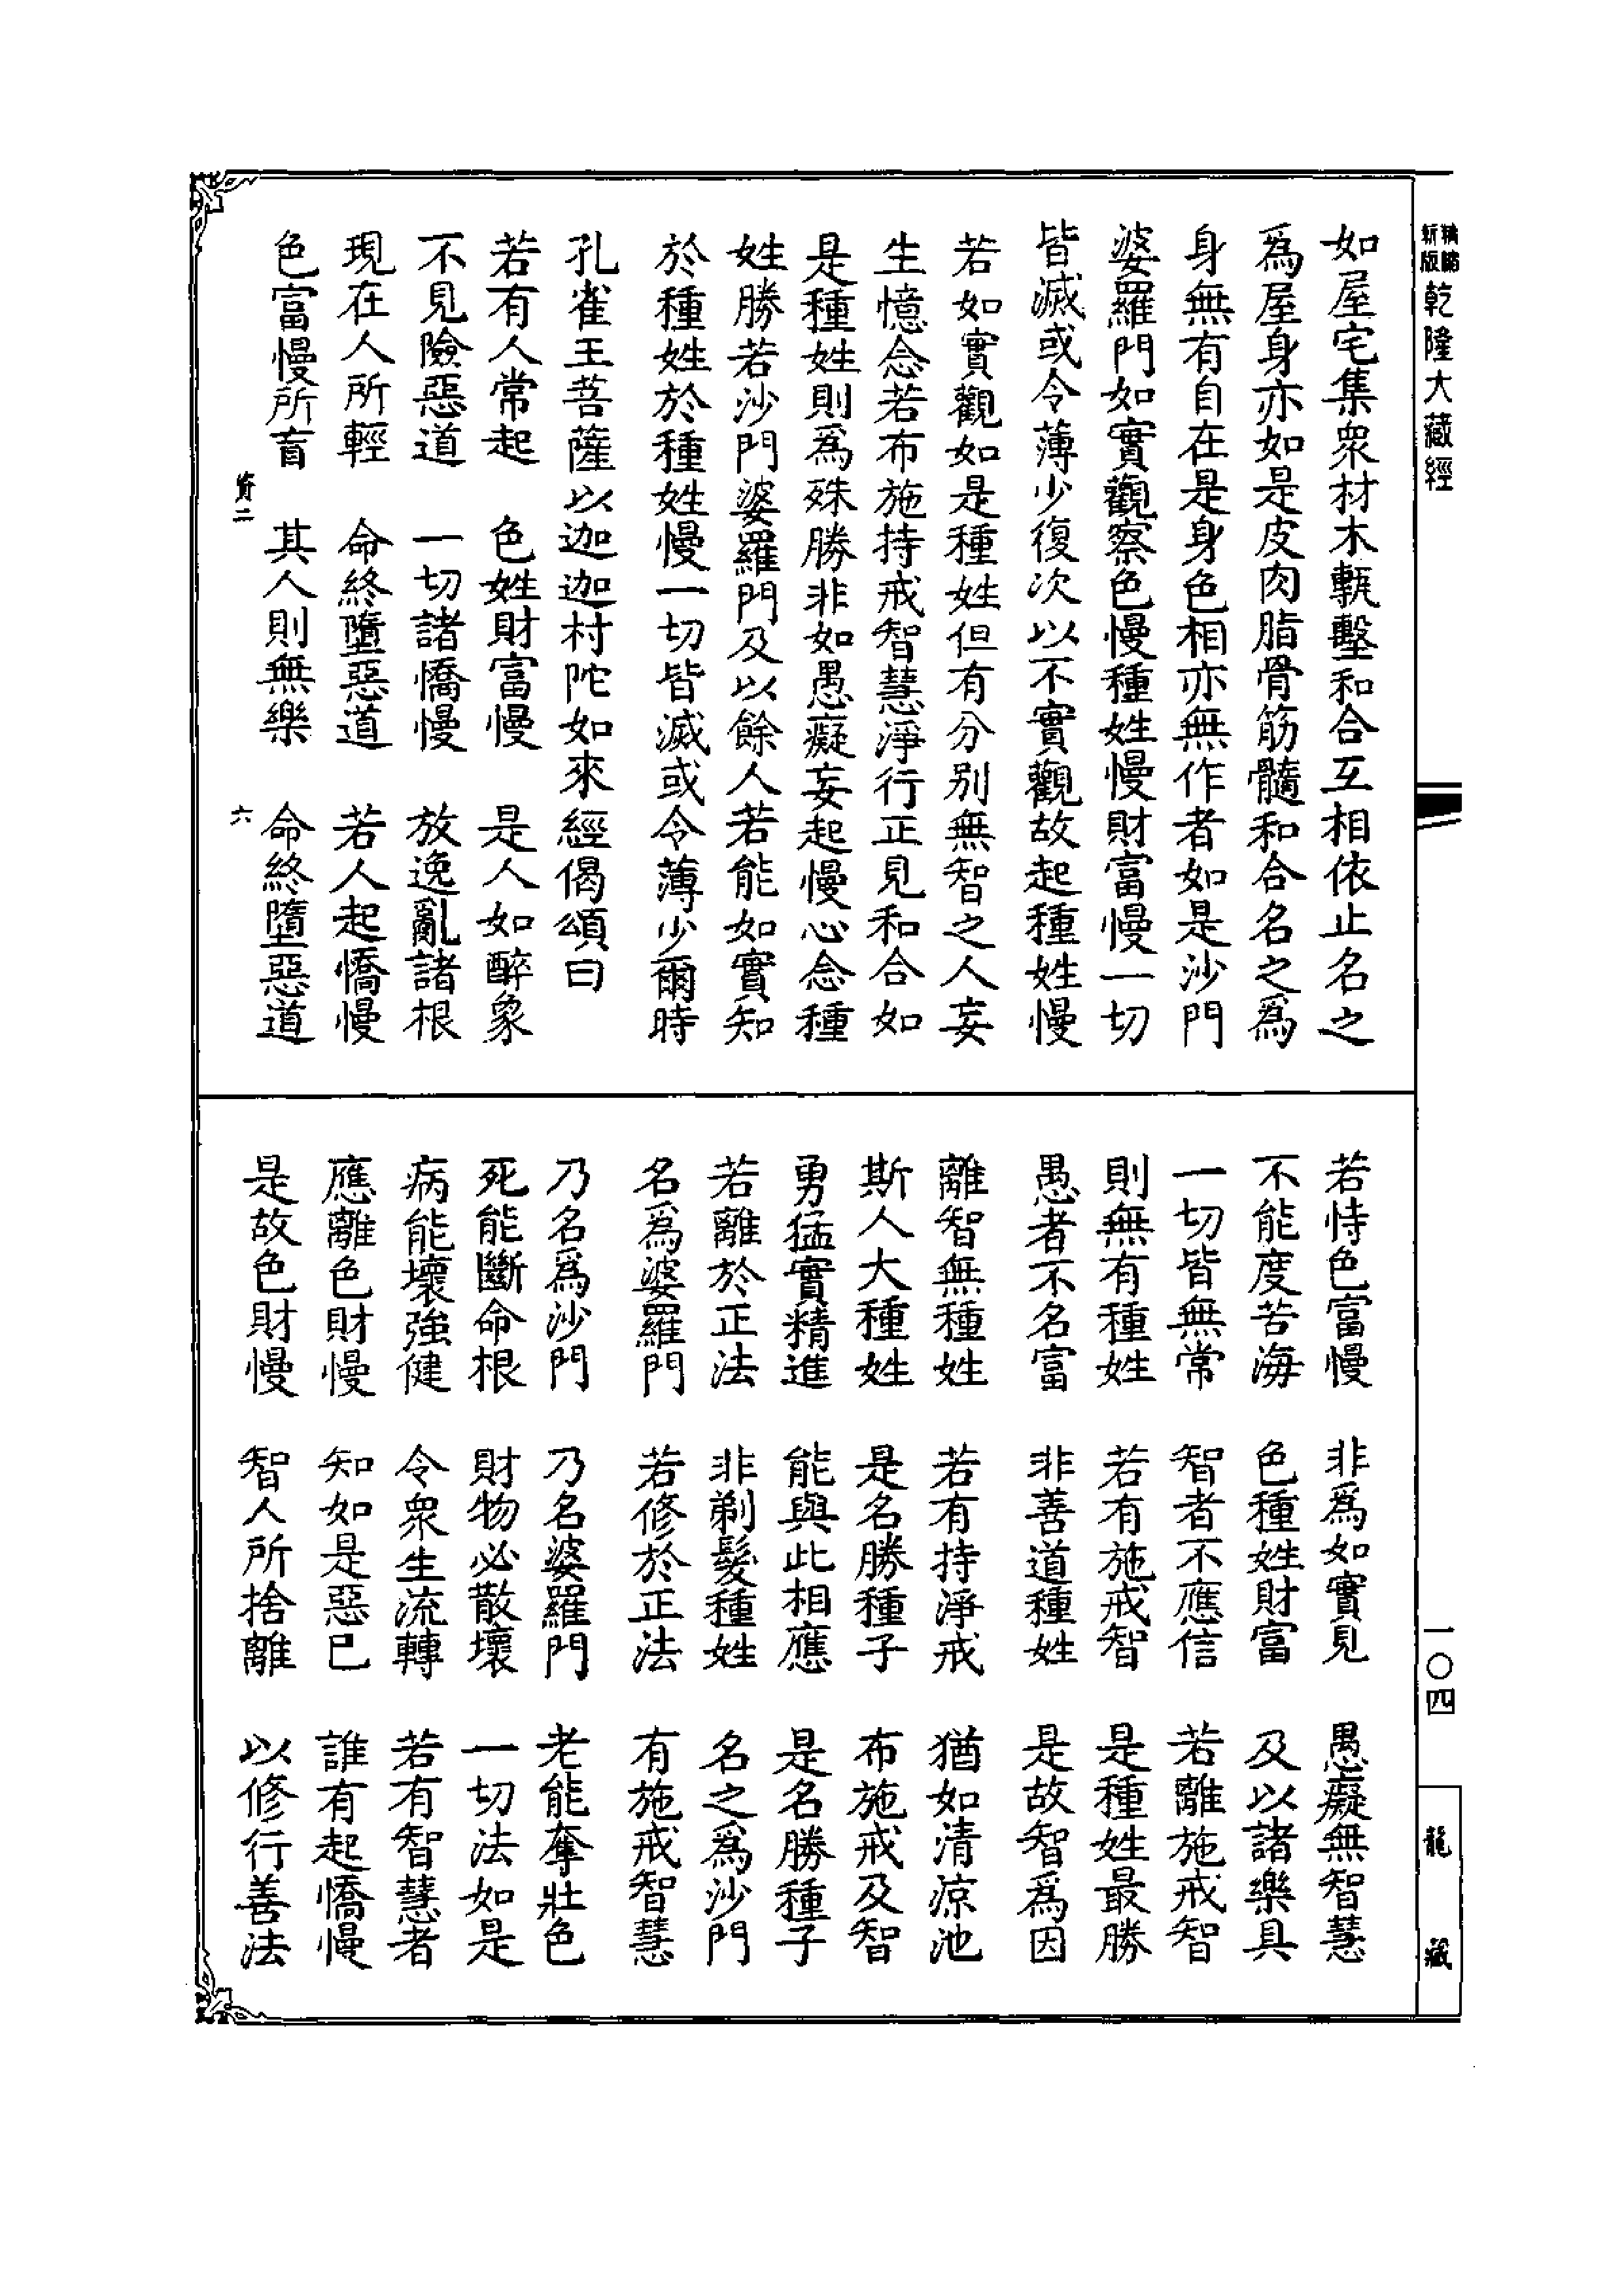 新版
乾隆大藏經
如屋宅集衆材木甎墼和合互相依止名之
爲屋身亦如是皮肉脂骨筋髓和合名之爲
身無有自在是身色相亦無作者如是沙門
婆羅門如實觀察色慢種姓慢財富慢一切
皆滅或令薄少復次以不實觀故起種姓慢
若如實觀如是種姓但有分别無智之人妄
生憶念若布施持戒智慧淨行正見和合如
是種姓則爲殊勝非如愚癡妄起慢心念種
姓勝若沙門婆羅門及以餘人若能如實知
於種姓於種姓慢一切皆滅或令薄少爾時
孔雀王菩薩以迦迦村陀如來經偈頌曰
若有人常起 色姓財富慢 是人如醉象
不見險惡道 一切諸憍慢 放逸亂諸根
現在人所輕 命終墮惡道 若人起憍慢
色富慢所盲 其人則無樂 命終墮惡道
資二 六
若恃色富慢 非爲如實見 愚癡無智慧
不能度苦海 色種姓財富 及以諸樂具
一切皆無常 智者不應信 若離施戒智
則無有種姓 若有施戒智 是種姓最勝
愚者不名富 非善道種姓 是故智爲因
離智無種姓 若有持淨戒 猶如清涼池
斯人大種姓 是名勝種子 布施戒及智
勇猛實精進 能與此相應 是名勝種子
若離於正法 非剃髮種姓 名之爲沙門
名爲婆羅門 若修於正法 有施戒智慧
乃名爲沙門 乃名婆羅門 老能奪壯色
死能斷命根 財物必散壞 一切法如是
病能壞強健 令衆生流轉 若有智慧者
應離色財慢 知如是惡已 誰有起憍慢
是故色財慢 智人所捨離 以修行善法
一〇四
龍藏